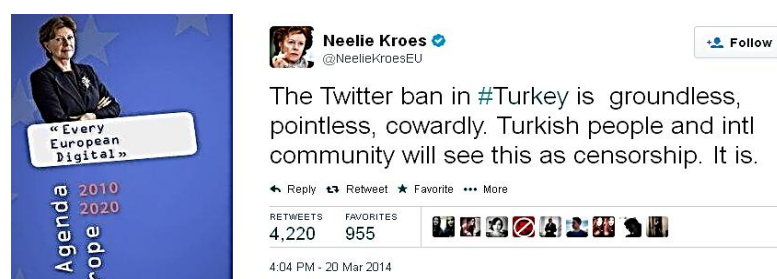 “Every
European
Digital”
Agenda 2010
rope 2020
Neelie Kroes
@NeelieKroesEU
Follow
The Twitter ban in #Turkey is groundless,
pointless, cowardly. Turkish people and intl
community will see this as censorship. It is.
Reply Retweet Favorite More
RETWEETS FAVORITES
4,220 955
4:04 PM - 20 Mar 2014